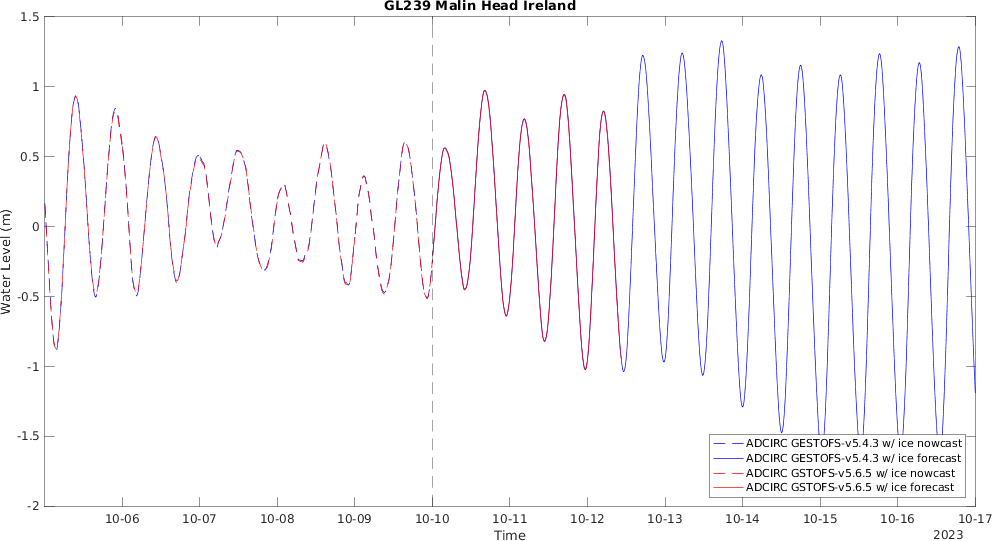 GL239 Malin Head Ireland
1.5
1
0.5
0
-0.5
-1
-1.5
-2
Water Level (m)
ADCIRC GESTOFS-v5.4.3 w/ ice nowcast
ADCIRC GESTOFS-v5.4.3 w/ ice forecast
ADCIRC GSTOFS-v5.6.5 w/ ice nowcast
ADCIRC GSTOFS-v5.6.5 w/ ice forecast
10-06 10-07 10-08 10-09 10-10 10-11 10-12 10-13 10-14 10-15 10-16 10-17
Time
2023